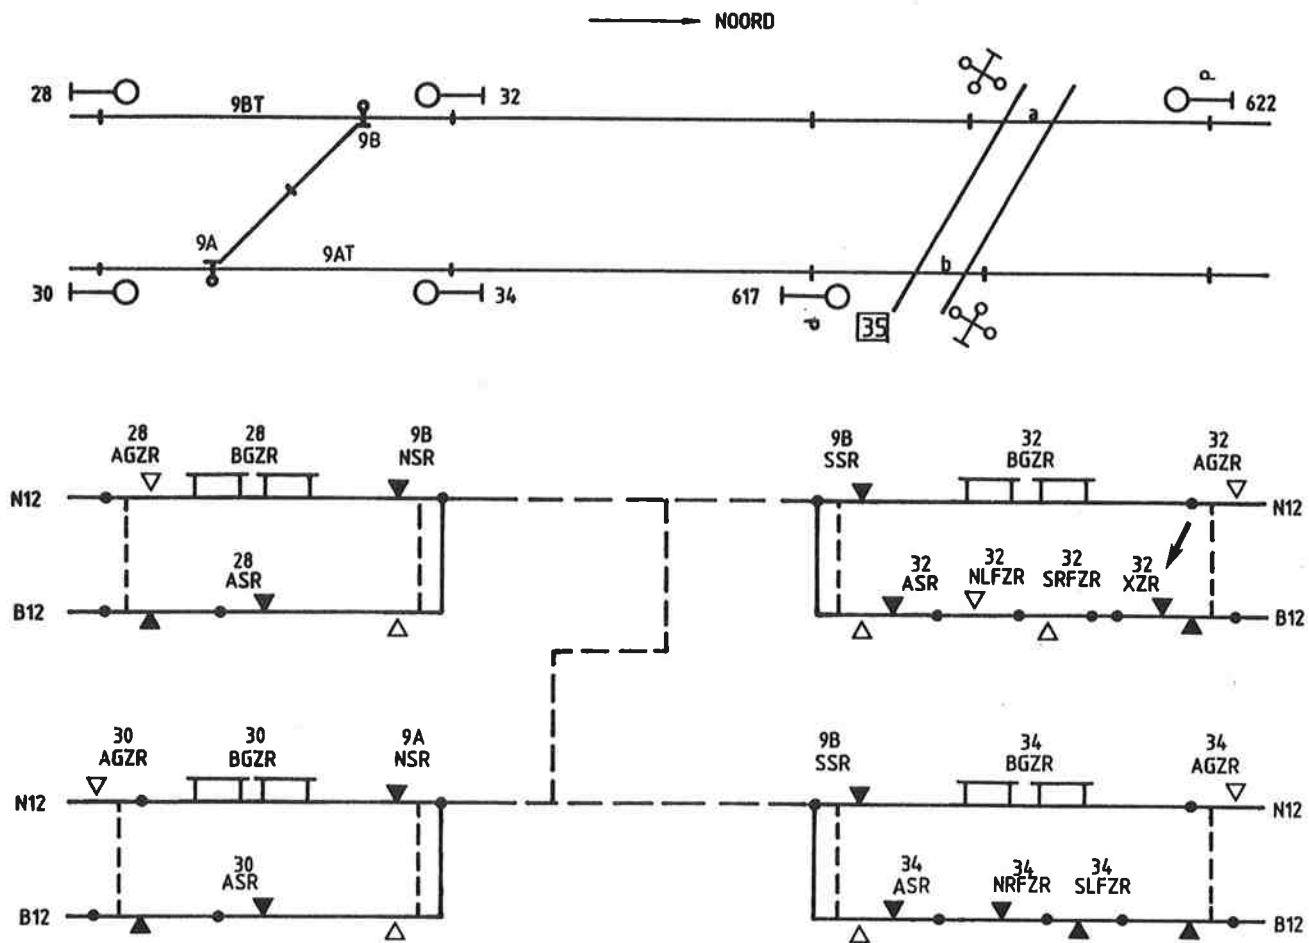 NOORD
28
9BT
32
P
622
9B
a
9A
9AT
b
30
34
617
P
35
28
AGZR
28
BGZR
9B
NSR
9B
SSR
32
BGZR
32
AGZR
N12
N12
28
ASR
32
ASR
32
NLFZR
32
SRFZR
32
XZR
B12
B12
30
AGZR
30
BGZR
9A
NSR
9B
SSR
34
BGZR
34
AGZR
N12
N12
30
ASR
34
ASR
34
NRFZR
34
SLFZR
B12
B12